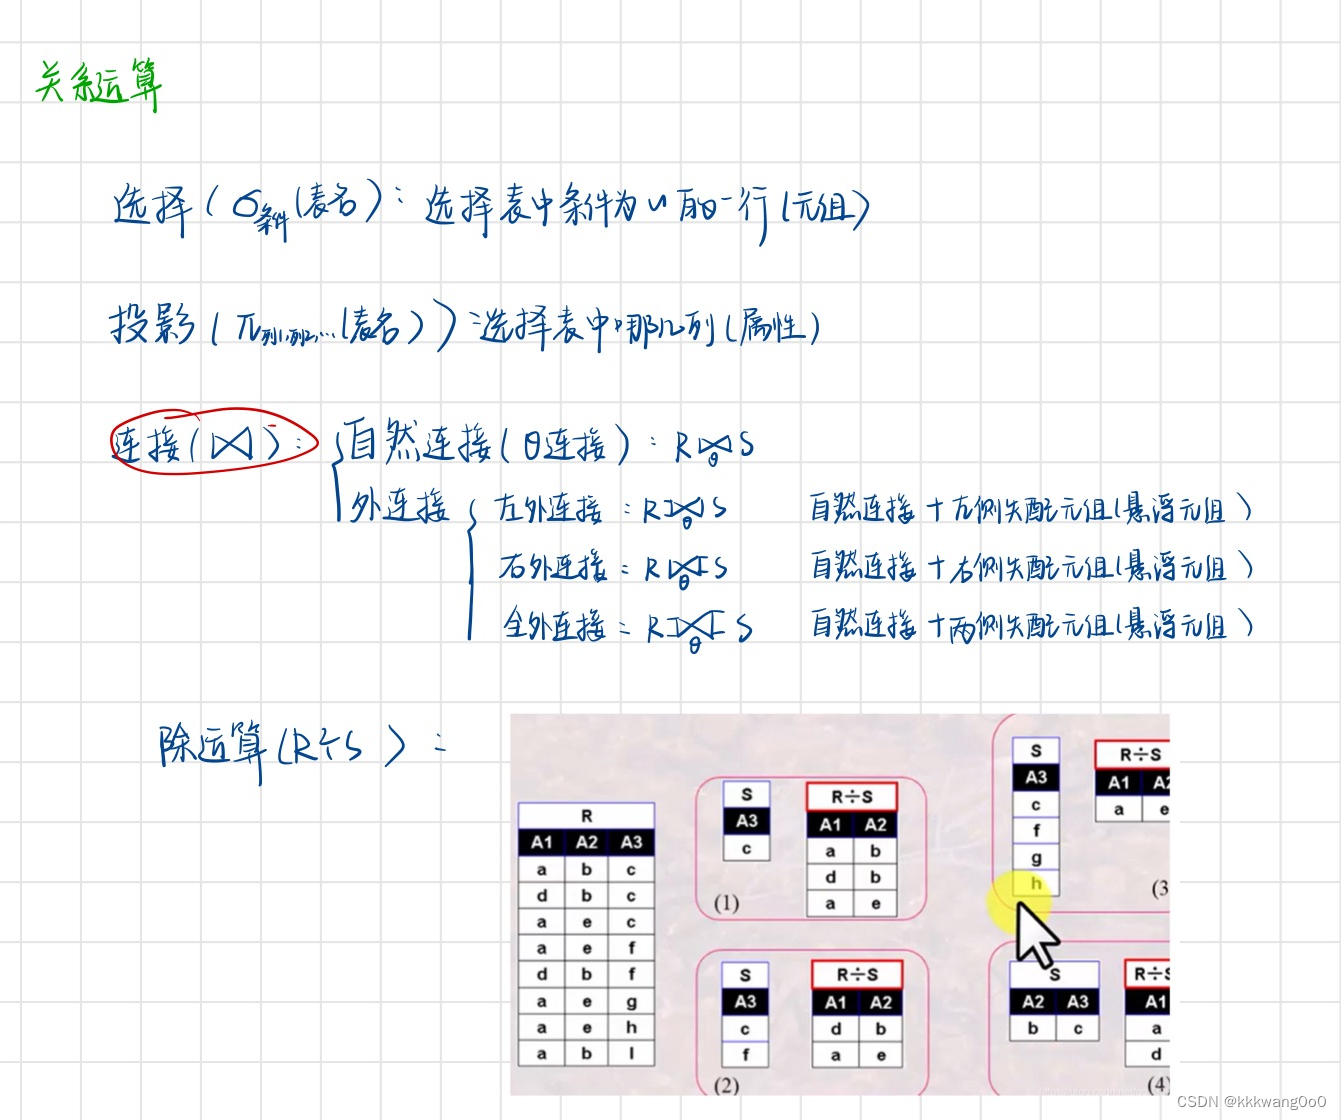 关系运算
选择(σ条件(表名)):选择表中条件为∽的一行(元组)
投影(π列1,列2,...(表名)):选择表中哪几列(属性)
连接(⋈):
自然连接(θ连接):R⋈θS
外连接
左外连接:R⟕θS 自然连接+左侧失配元组(悬浮元组)
右外连接:R⟖θS 自然连接+右侧失配元组(悬浮元组)
全外连接:R⟗θS 自然连接+两侧失配元组(悬浮元组)
除运算(R÷S):
R
A1 A2 A3
a b c
d b c
a e c
a e f
d b f
a e g
a e h
a b l
S
A3
c
R÷S
A1 A2
a b
d b
a e
(1)
S
A3
c
f
R÷S
A1 A2
d b
a e
(2)
S
A3
c
f
g
h
R÷S
A1 A2
a e
(3
S
A2 A3
b c
R÷S
A1
a
d
(4)
CSDN @kkkwang0o0